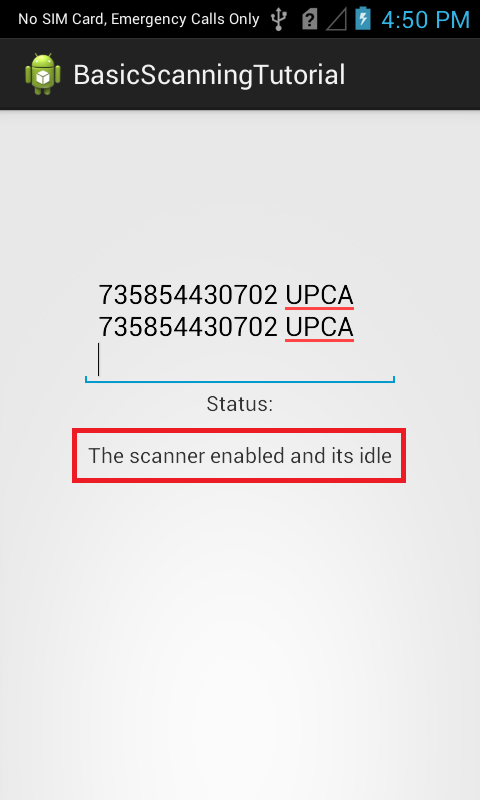 No SIM Card, Emergency Calls Only 4:50 PM
BasicScanningTutorial
735854430702 UPCA
735854430702 UPCA
Status:
The scanner enabled and its idle